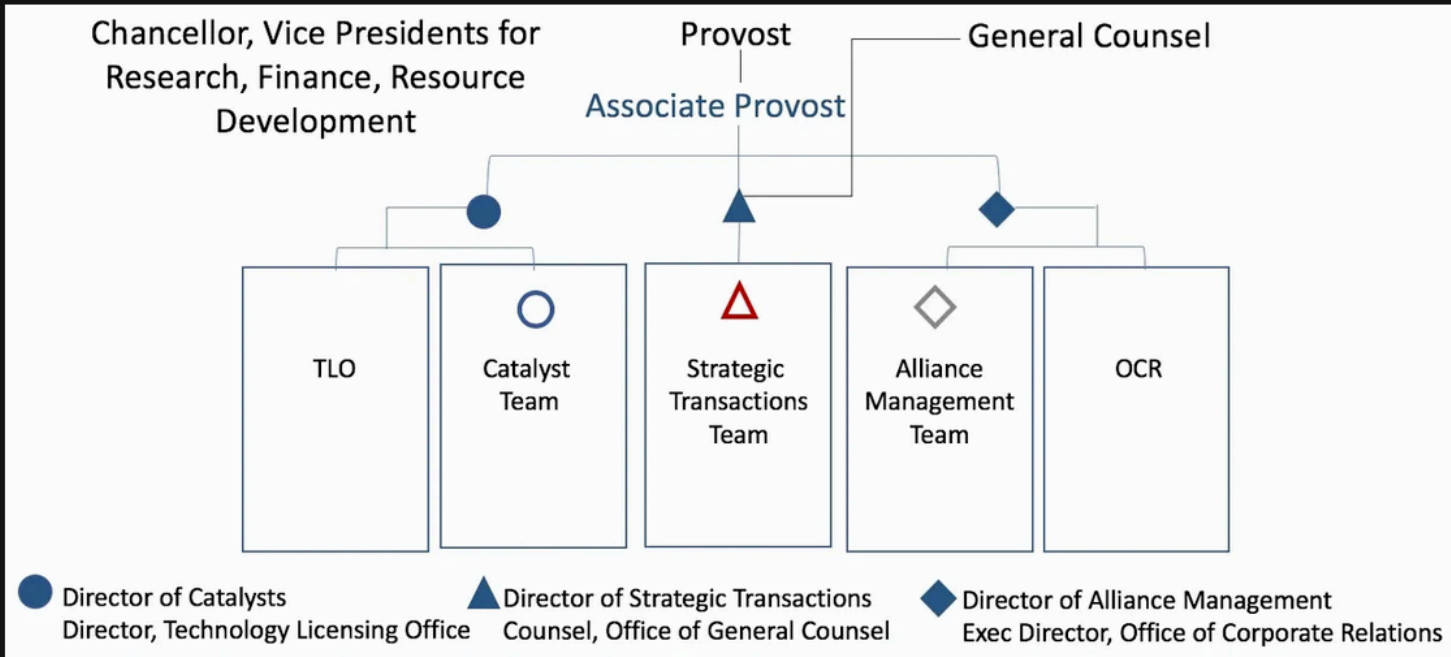 Chancellor, Vice Presidents for
Research, Finance, Resource
Development
Provost
Associate Provost
General Counsel
TLO
Catalyst
Team
Strategic
Transactions
Team
Alliance
Management
Team
OCR
Director of Catalysts
Director, Technology Licensing Office
Director of Strategic Transactions
Counsel, Office of General Counsel
Director of Alliance Management
Exec Director, Office of Corporate Relations